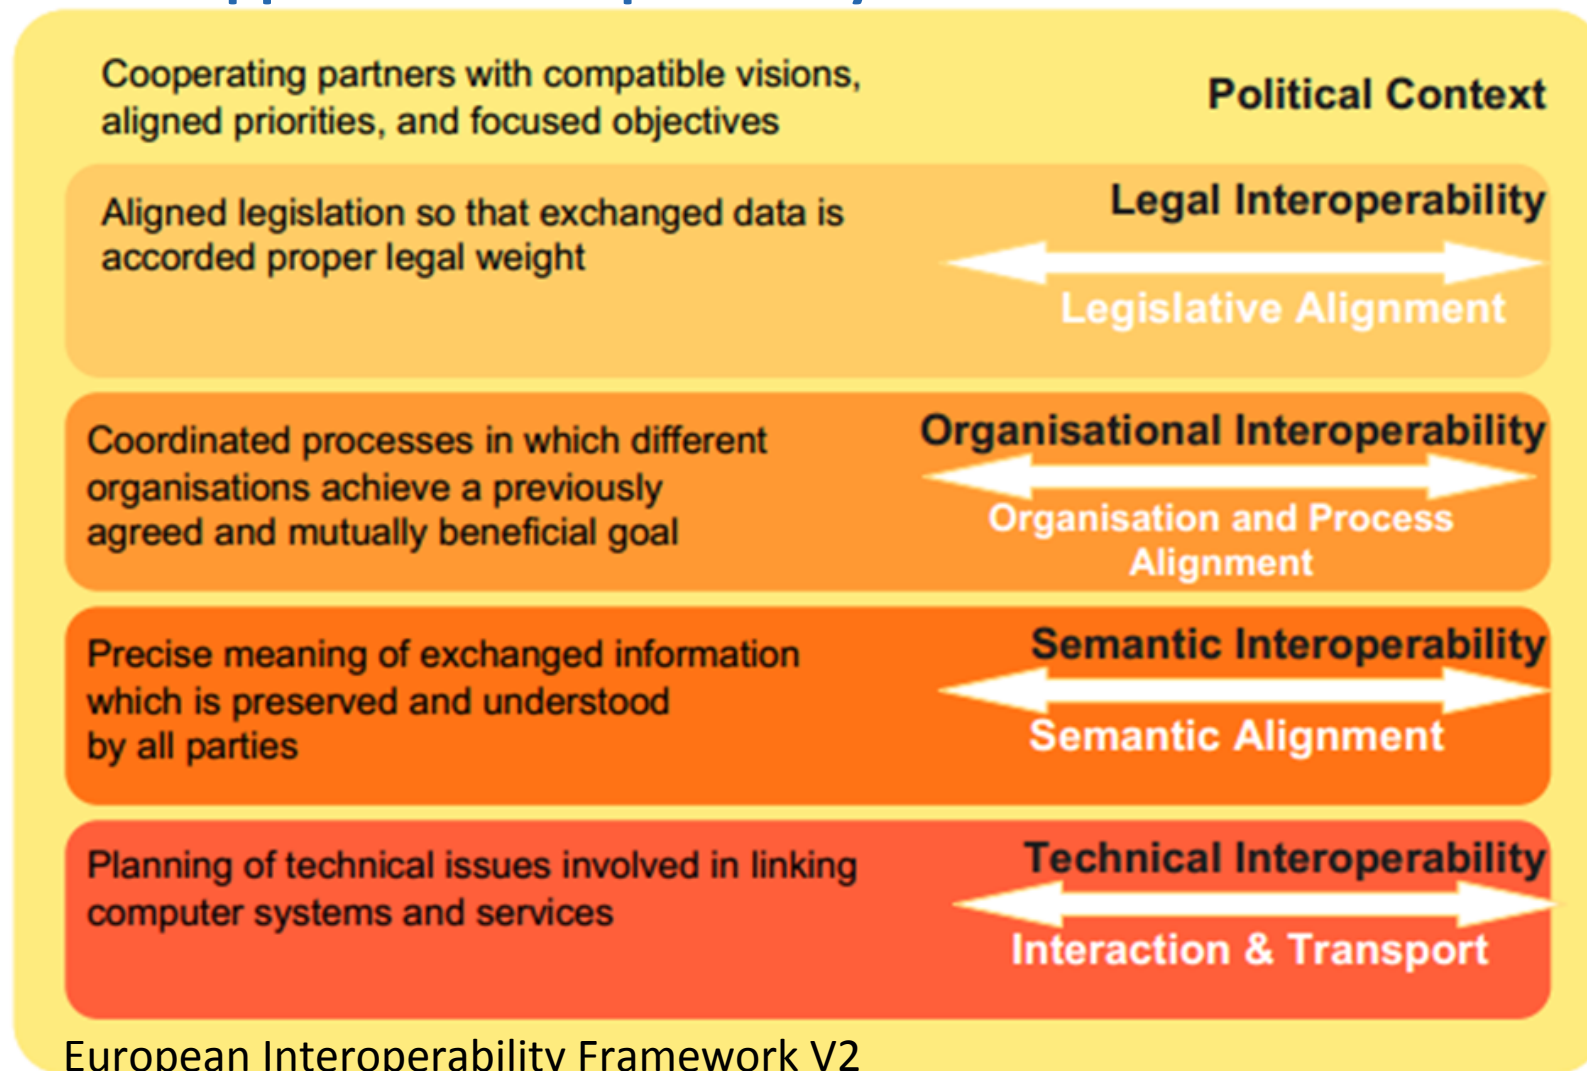 Cooperating partners with compatible visions,
aligned priorities, and focused objectives
Political Context
Aligned legislation so that exchanged data is
accorded proper legal weight
Legal Interoperability
Legislative Alignment
Coordinated processes in which different
organisations achieve a previously
agreed and mutually beneficial goal
Organisational Interoperability
Organisation and Process
Alignment
Precise meaning of exchanged information
which is preserved and understood
by all parties
Semantic Interoperability
Semantic Alignment
Planning of technical issues involved in linking
computer systems and services
Technical Interoperability
Interaction & Transport
European Interoperability Framework V2